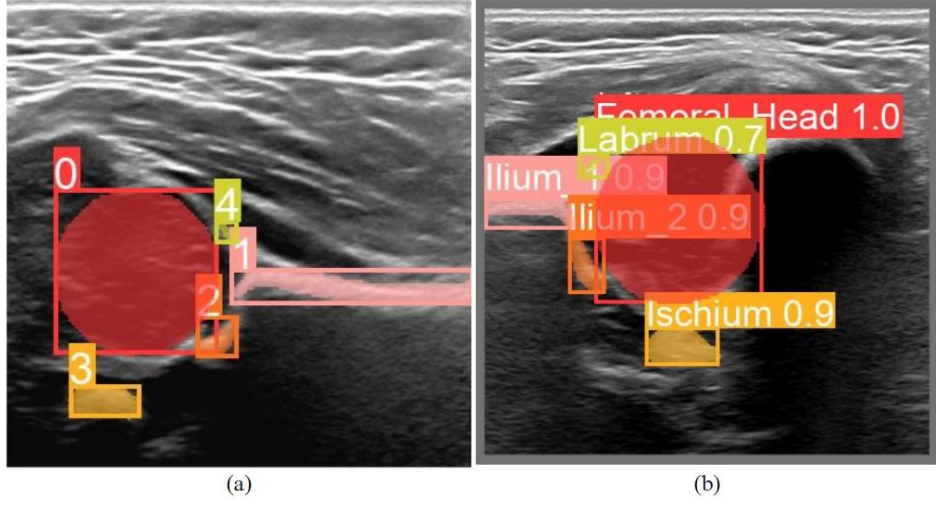 0
4
1
2
3
(a)
Femoral_Head 1.0
Labrum 0.7
Ilium_1 0.9
Ilium_2 0.9
Ischium 0.9
(b)